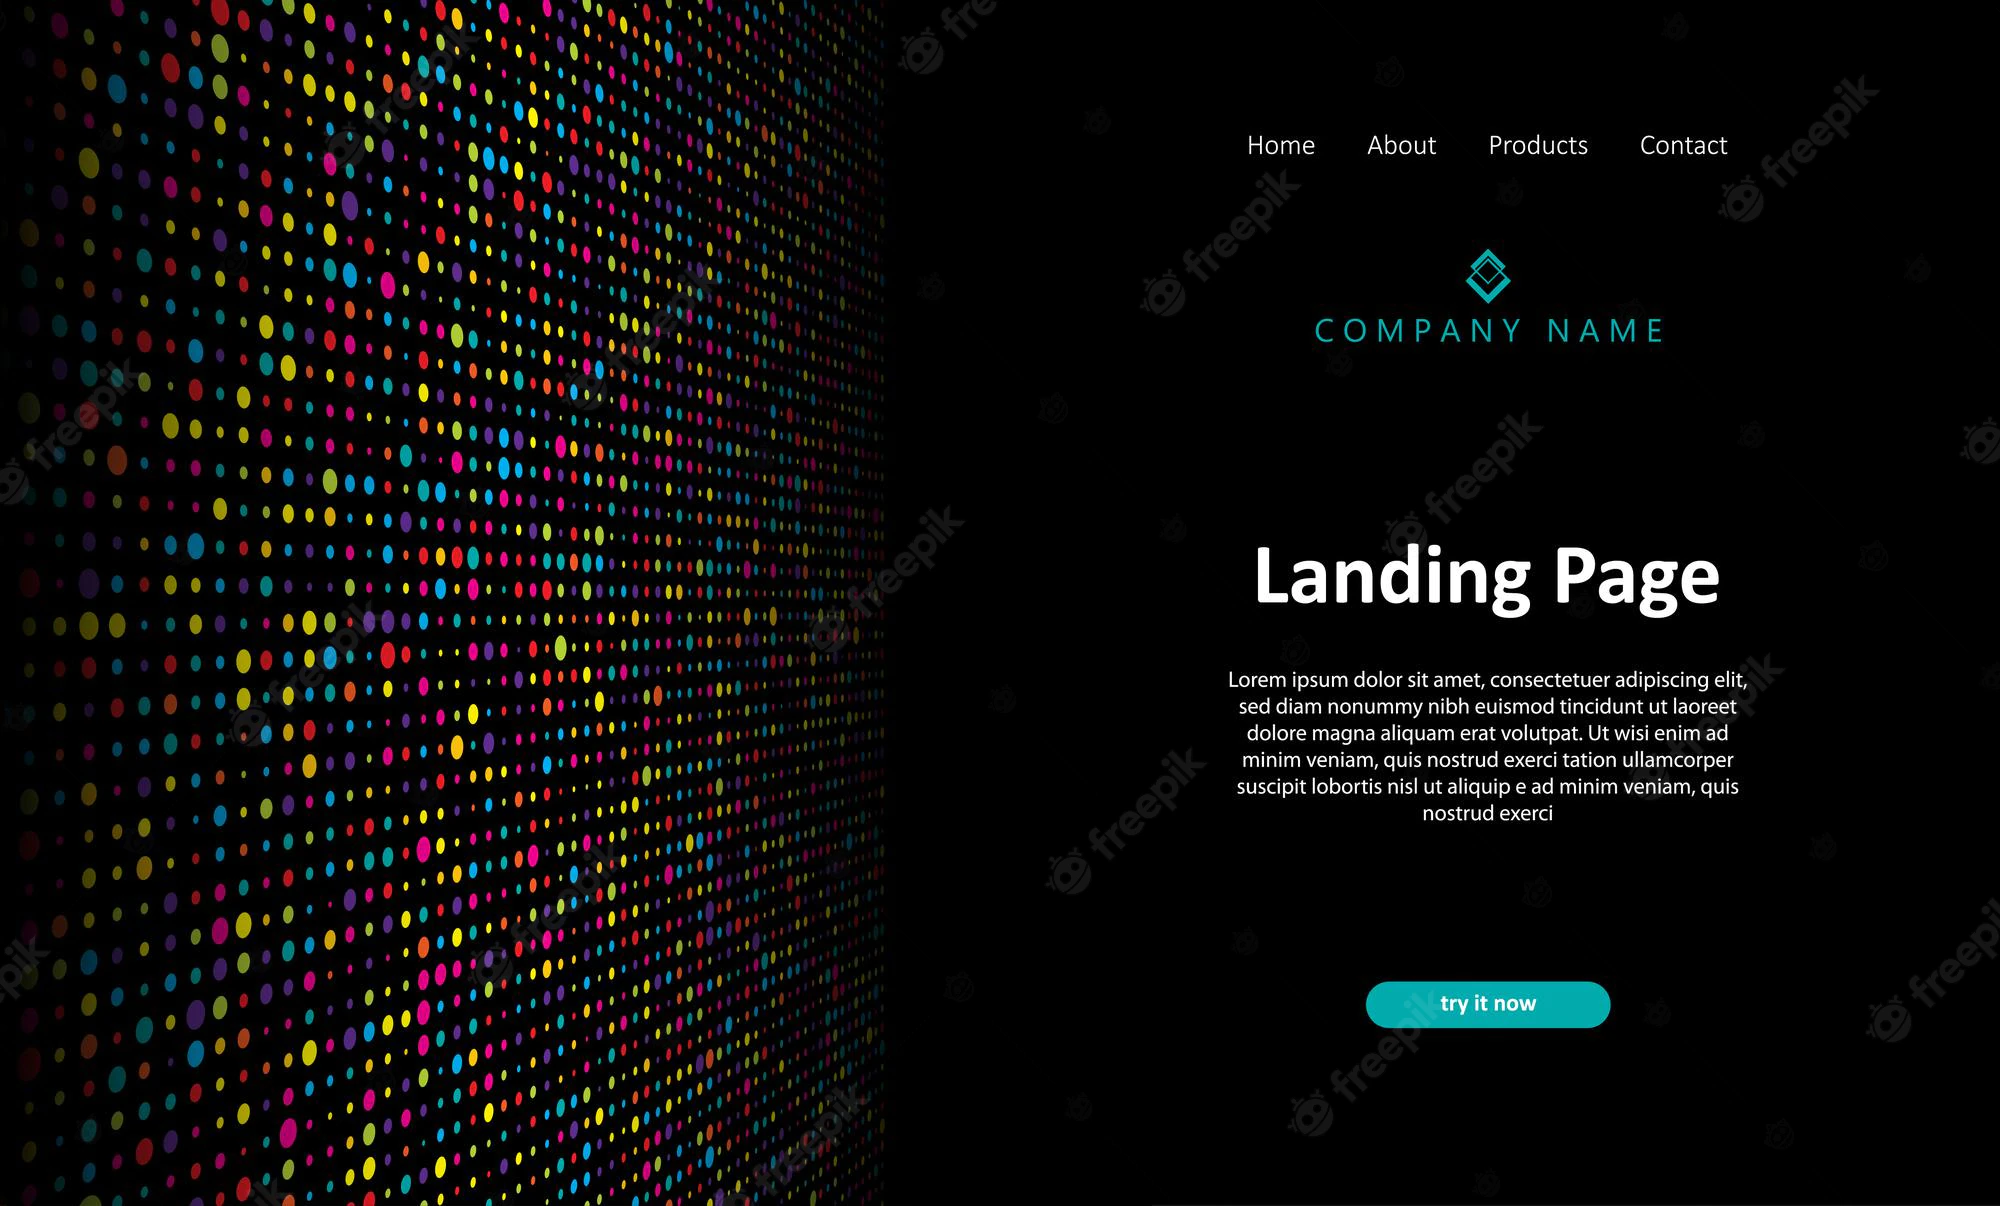 Home About Products Contact
COMPANY NAME
Landing Page
Lorem ipsum dolor sit amet, consectetuer adipiscing elit,
sed diam nonummy nibh euismod tincidunt ut laoreet
dolore magna aliquam erat volutpat. Ut wisi enim ad
minim veniam, quis nostrud exerci tation ullamcorper
suscipit lobortis nisl ut aliquip e ad minim veniam, quis
nostrud exerci
try it now
freepik
freepik
freepik
freepik
freepik
freepik
freepik
freepik
freepik
freepik
freepik
freepik
freepik
freepik